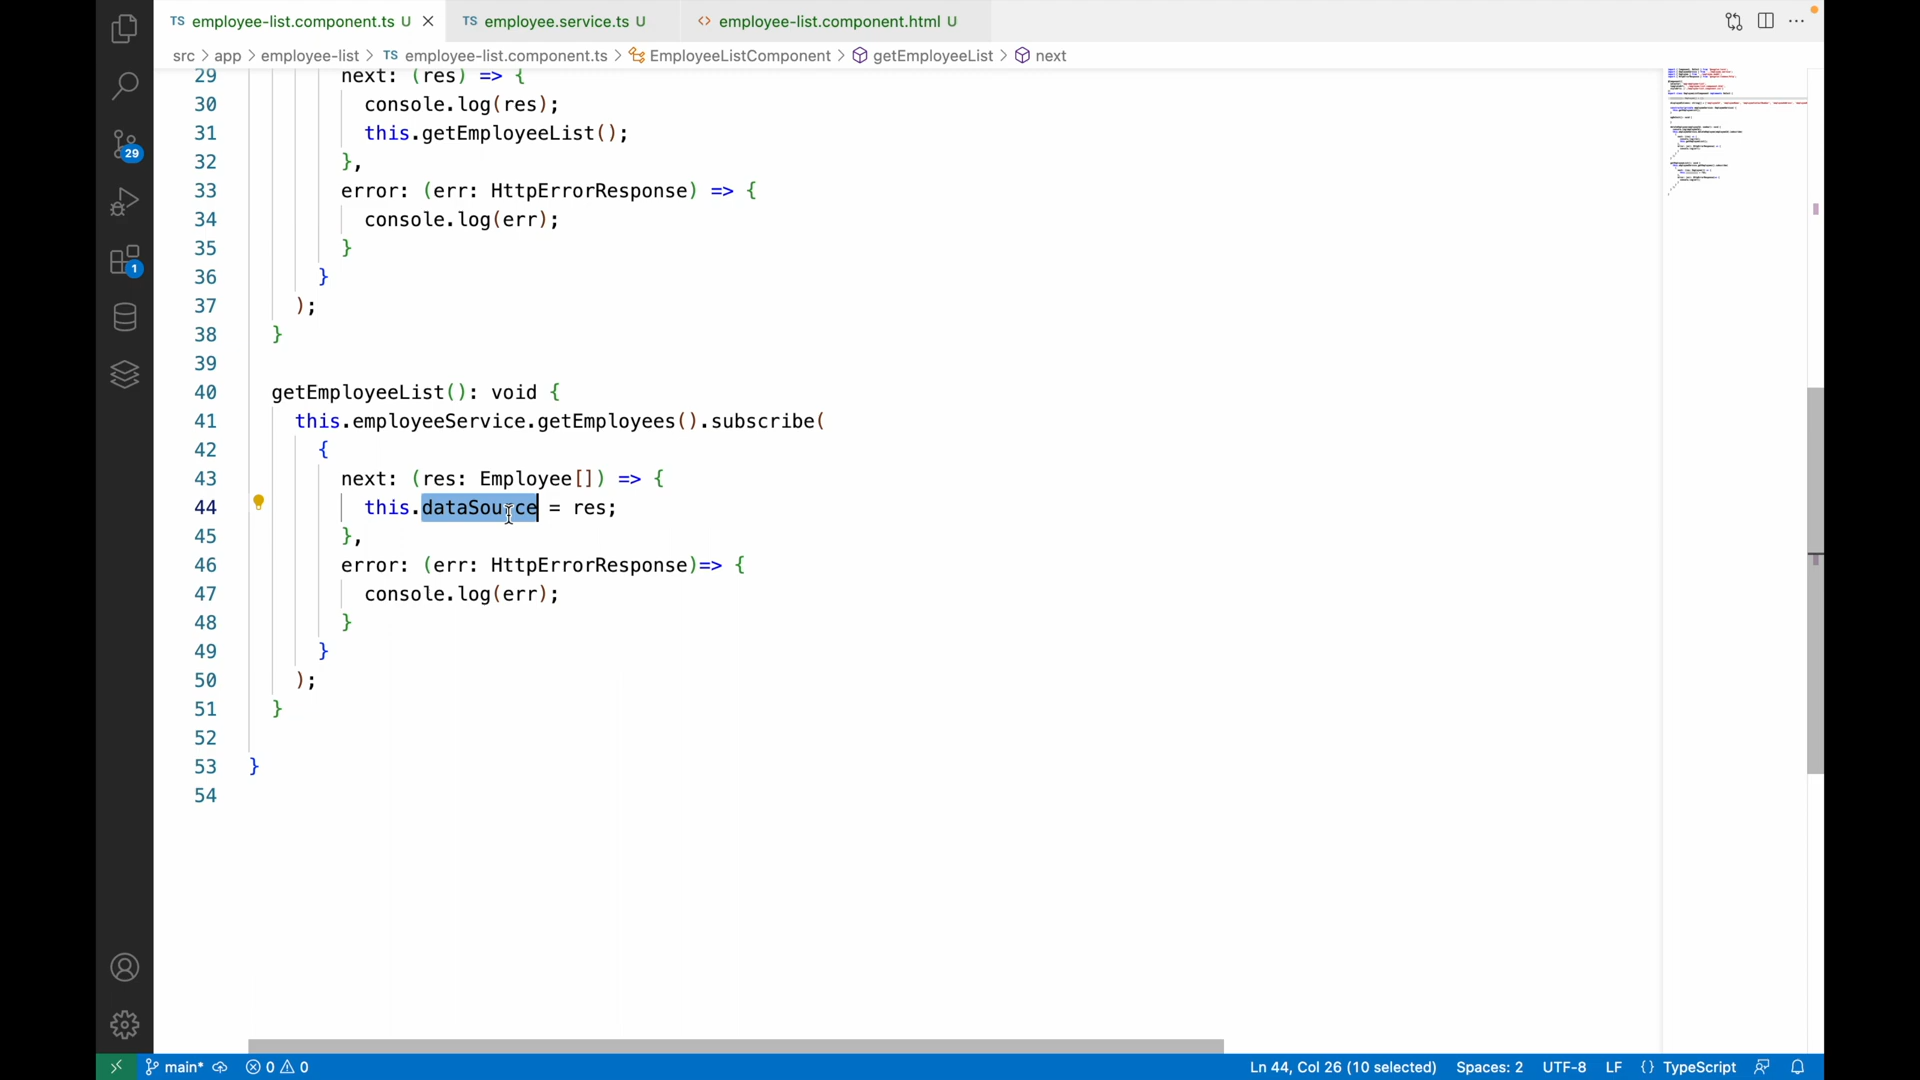 TS employee-list.component.ts U
TS employee.service.ts U
<> employee-list.component.html U
src > app > employee-list > TS employee-list.component.ts > EmployeeListComponent > getEmployeeList > next
29 next: (res) => {
30 console.log(res);
31 this.getEmployeeList();
32 },
33 error: (err: HttpErrorResponse) => {
34 console.log(err);
35 }
36 }
37 );
38 }
39
40 getEmployeeList(): void {
41 this.employeeService.getEmployees().subscribe(
42 {
43 next: (res: Employee[]) => {
44 this.dataSource = res;
45 },
46 error: (err: HttpErrorResponse)=> {
47 console.log(err);
48 }
49 }
50 );
51 }
52
53 }
54
29
1
main* 0 0 Ln 44, Col 26 (10 selected) Spaces: 2 UTF-8 LF {} TypeScript